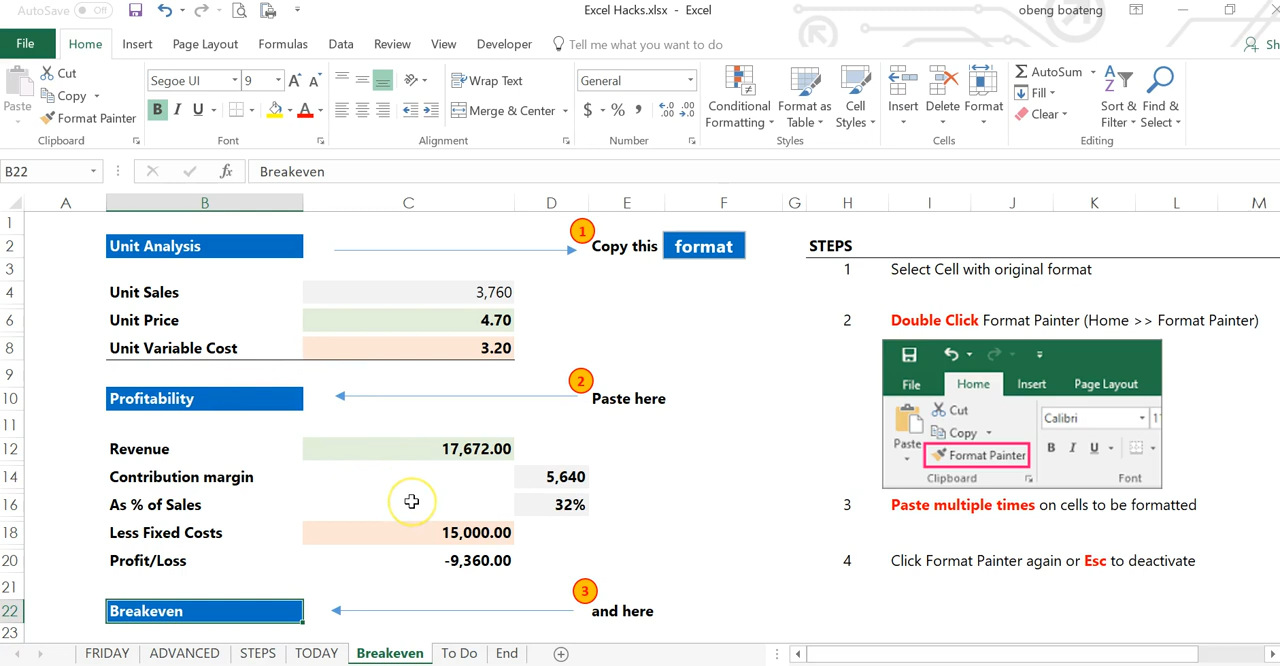 AutoSave Off
Excel Hacks.xlsx - Excel
obeng boateng
File Home Insert Page Layout Formulas Data Review View Developer Tell me what you want to do Sh
Paste
Cut
Copy
Format Painter
Clipboard
Segoe UI 9 A A
B I U A
Font
Wrap Text
Merge & Center
Alignment
General
$ % , .0 .00 .00 .0
Number
Conditional Formatting
Format as Table
Cell Styles
Styles
Insert Delete Format
Cells
AutoSum
Fill
Clear
Sort & Filter
Find & Select
Editing
B22 fx Breakeven
A B C D E F G H I J K L M
1
2 Unit Analysis 1 Copy this format STEPS
3 1 Select Cell with original format
4 Unit Sales 3,760
6 Unit Price 4.70 2 Double Click Format Painter (Home >> Format Painter)
8 Unit Variable Cost 3.20
9
10 Profitability 2 Paste here
11
12 Revenue 17,672.00
14 Contribution margin 5,640
16 As % of Sales 32% 3 Paste multiple times on cells to be formatted
18 Less Fixed Costs 15,000.00
20 Profit/Loss -9,360.00 4 Click Format Painter again or Esc to deactivate
21
22 Breakeven 3 and here
23
File Home Insert Page Layout
Paste
Cut
Copy
Format Painter
Clipboard
Calibri 1
B I U
Font
FRIDAY ADVANCED STEPS TODAY Breakeven To Do End